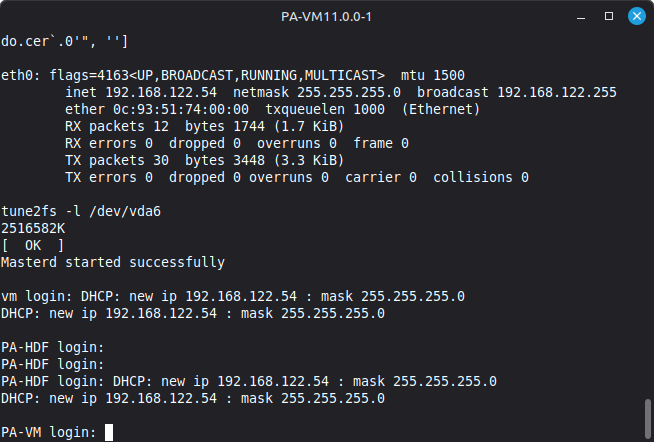 PA-VM11.0.0-1
do.cer`.0'", '']
eth0: flags=4163<UP,BROADCAST,RUNNING,MULTICAST>  mtu 1500
        inet 192.168.122.54  netmask 255.255.255.0  broadcast 192.168.122.255
        ether 0c:93:51:74:00:00  txqueuelen 1000  (Ethernet)
        RX packets 12  bytes 1744 (1.7 KiB)
        RX errors 0  dropped 0  overruns 0  frame 0
        TX packets 30  bytes 3448 (3.3 KiB)
        TX errors 0  dropped 0 overruns 0  carrier 0  collisions 0
tune2fs -l /dev/vda6
2516582K
[  OK  ]
Masterd started successfully
vm login: DHCP: new ip 192.168.122.54 : mask 255.255.255.0
DHCP: new ip 192.168.122.54 : mask 255.255.255.0
PA-HDF login:
PA-HDF login:
PA-HDF login: DHCP: new ip 192.168.122.54 : mask 255.255.255.0
DHCP: new ip 192.168.122.54 : mask 255.255.255.0
PA-VM login: